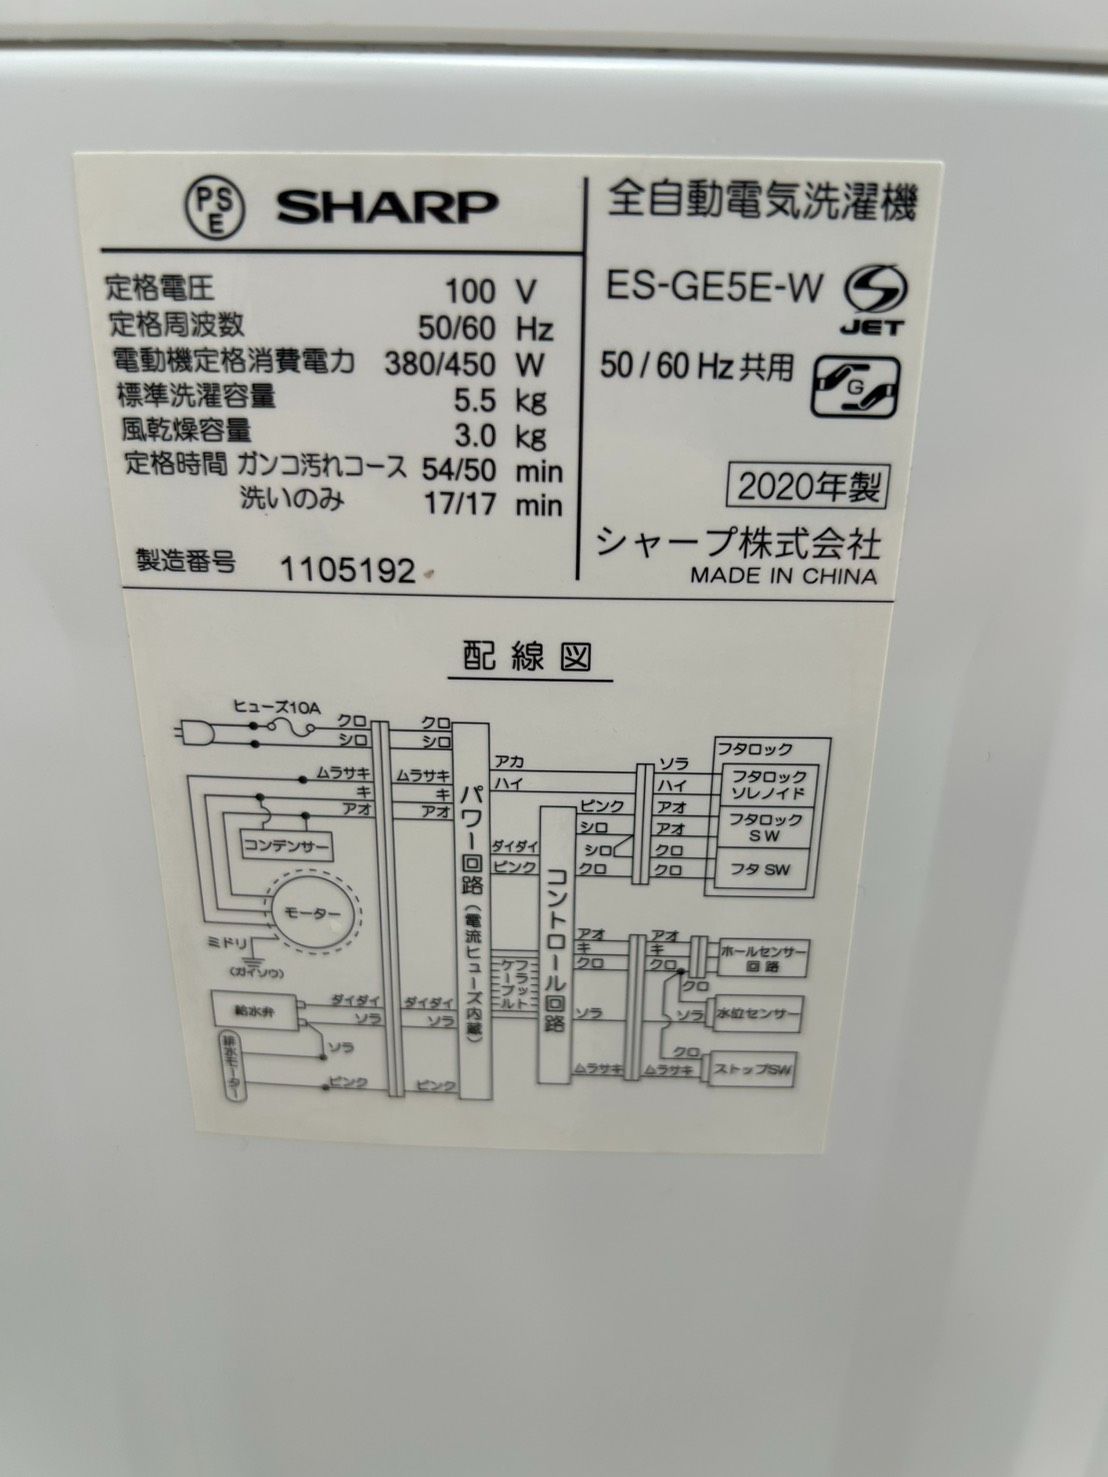 PSE SHARP
定格電圧 100 V
定格周波数 50/60 Hz
電動機定格消費電力 380/450 W
標準洗濯容量 5.5 kg
風乾燥容量 3.0 kg
定格時間 ガンコ汚れコース 54/50 min
洗いのみ 17/17 min
製造番号 1105192
全自動電気洗濯機
ES-GE5E-W
JET
50/60 Hz共用
G
2020年製
シャープ株式会社
MADE IN CHINA
配線図
ヒューズ10A
クロ クロ
シロ シロ
ムラサキ ムラサキ
キ キ
アオ アオ
コンデンサー
モーター
ミドリ
(ガイソウ)
給水弁
ダイダイ ダイダイ
ソラ ソラ
ソラ
排水モーター
ピンク ピンク
パワー回路(電流ヒューズ内蔵)
アカ
ハイ
ダイダイ
ピンク
フラット
ケーブル
コントロール回路
ピンク
シロ
シロ
クロ
ソラ
ハイ
アオ
アオ
クロ
クロ
フタロック
フタロック
ソレノイド
フタロック
SW
フタ SW
アオ アオ
キ キ
クロ クロ
クロ
ホールセンサー
回路
ソラ ソラ
水位センサー
クロ
ムラサキ ムラサキ
ストップSW